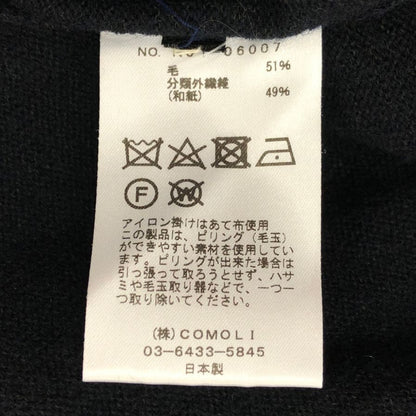 NO. 06007
毛 51%
分類外繊維
(和紙) 49%
F W
アイロン掛けはあて布使用
この製品は、ピリング(毛玉)
ができやすい素材を使用してい
ます。ピリングが出来た場合は
引っ張って取ろうとせず、ハサ
ミや毛玉取り器などで、一つ一
つ取り除いてください。
(株)COMOLI
03-6433-5845
日本製